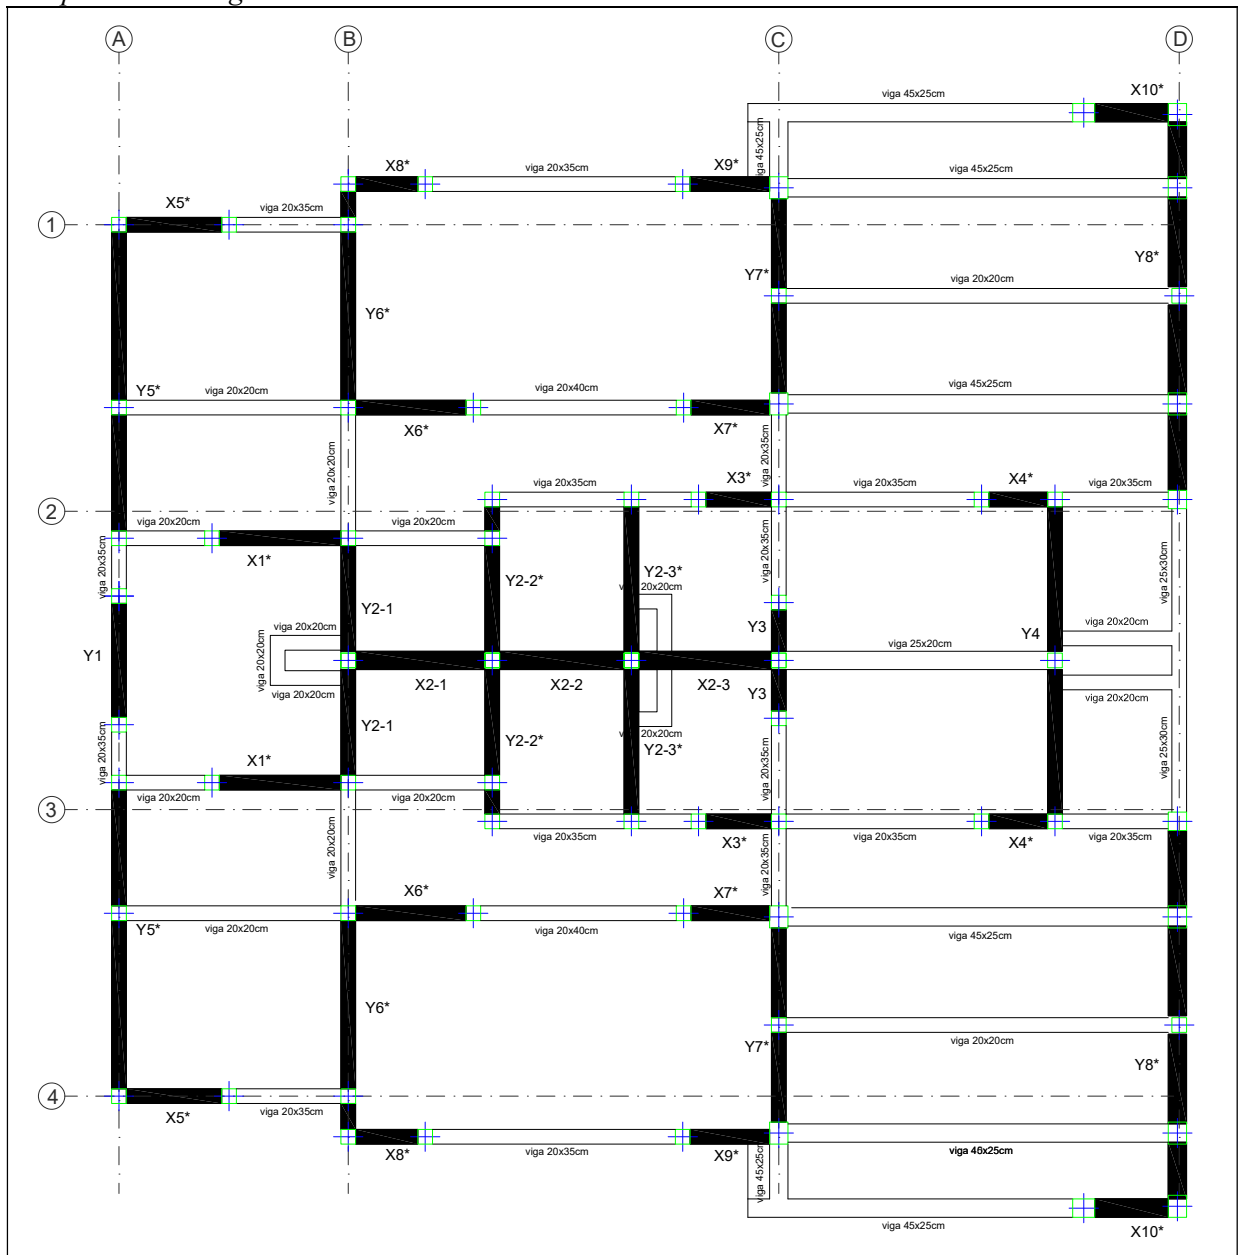 A
B
C
D
X10*
viga 45x25cm
viga 45x25cm
X8*
viga 20x35cm
X9*
viga 45x25cm
X5*
viga 20x35cm
1
Y7*
Y8*
viga 20x20cm
Y6*
Y5*
viga 20x20cm
viga 20x40cm
viga 45x25cm
X6*
X7*
viga 20x35cm
viga 20x20cm
X3*
X4*
viga 20x35cm
viga 20x35cm
viga 20x35cm
2
viga 20x20cm
viga 20x20cm
X1*
viga 20x35cm
viga 20x35cm
viga 25x30cm
Y2-2*
Y2-3*
viga 20x20cm
Y2-1
viga 20x20cm
viga 20x20cm
viga 20x20cm
Y3
Y4
viga 20x20cm
viga 25x20cm
Y1
X2-1
X2-2
X2-3
viga 20x20cm
Y3
viga 20x20cm
Y2-1
Y2-2*
viga 20x20cm
Y2-3*
viga 20x35cm
viga 20x35cm
viga 25x30cm
X1*
viga 20x20cm
viga 20x20cm
3
viga 20x35cm
viga 20x35cm
viga 20x35cm
X3*
X4*
viga 20x20cm
viga 20x35cm
X6*
X7*
Y5*
viga 20x20cm
viga 20x40cm
viga 45x25cm
Y6*
Y7*
viga 20x20cm
Y8*
4
X5*
viga 20x35cm
X8*
viga 20x35cm
X9*
viga 45x25cm
viga 45x25cm
X10*